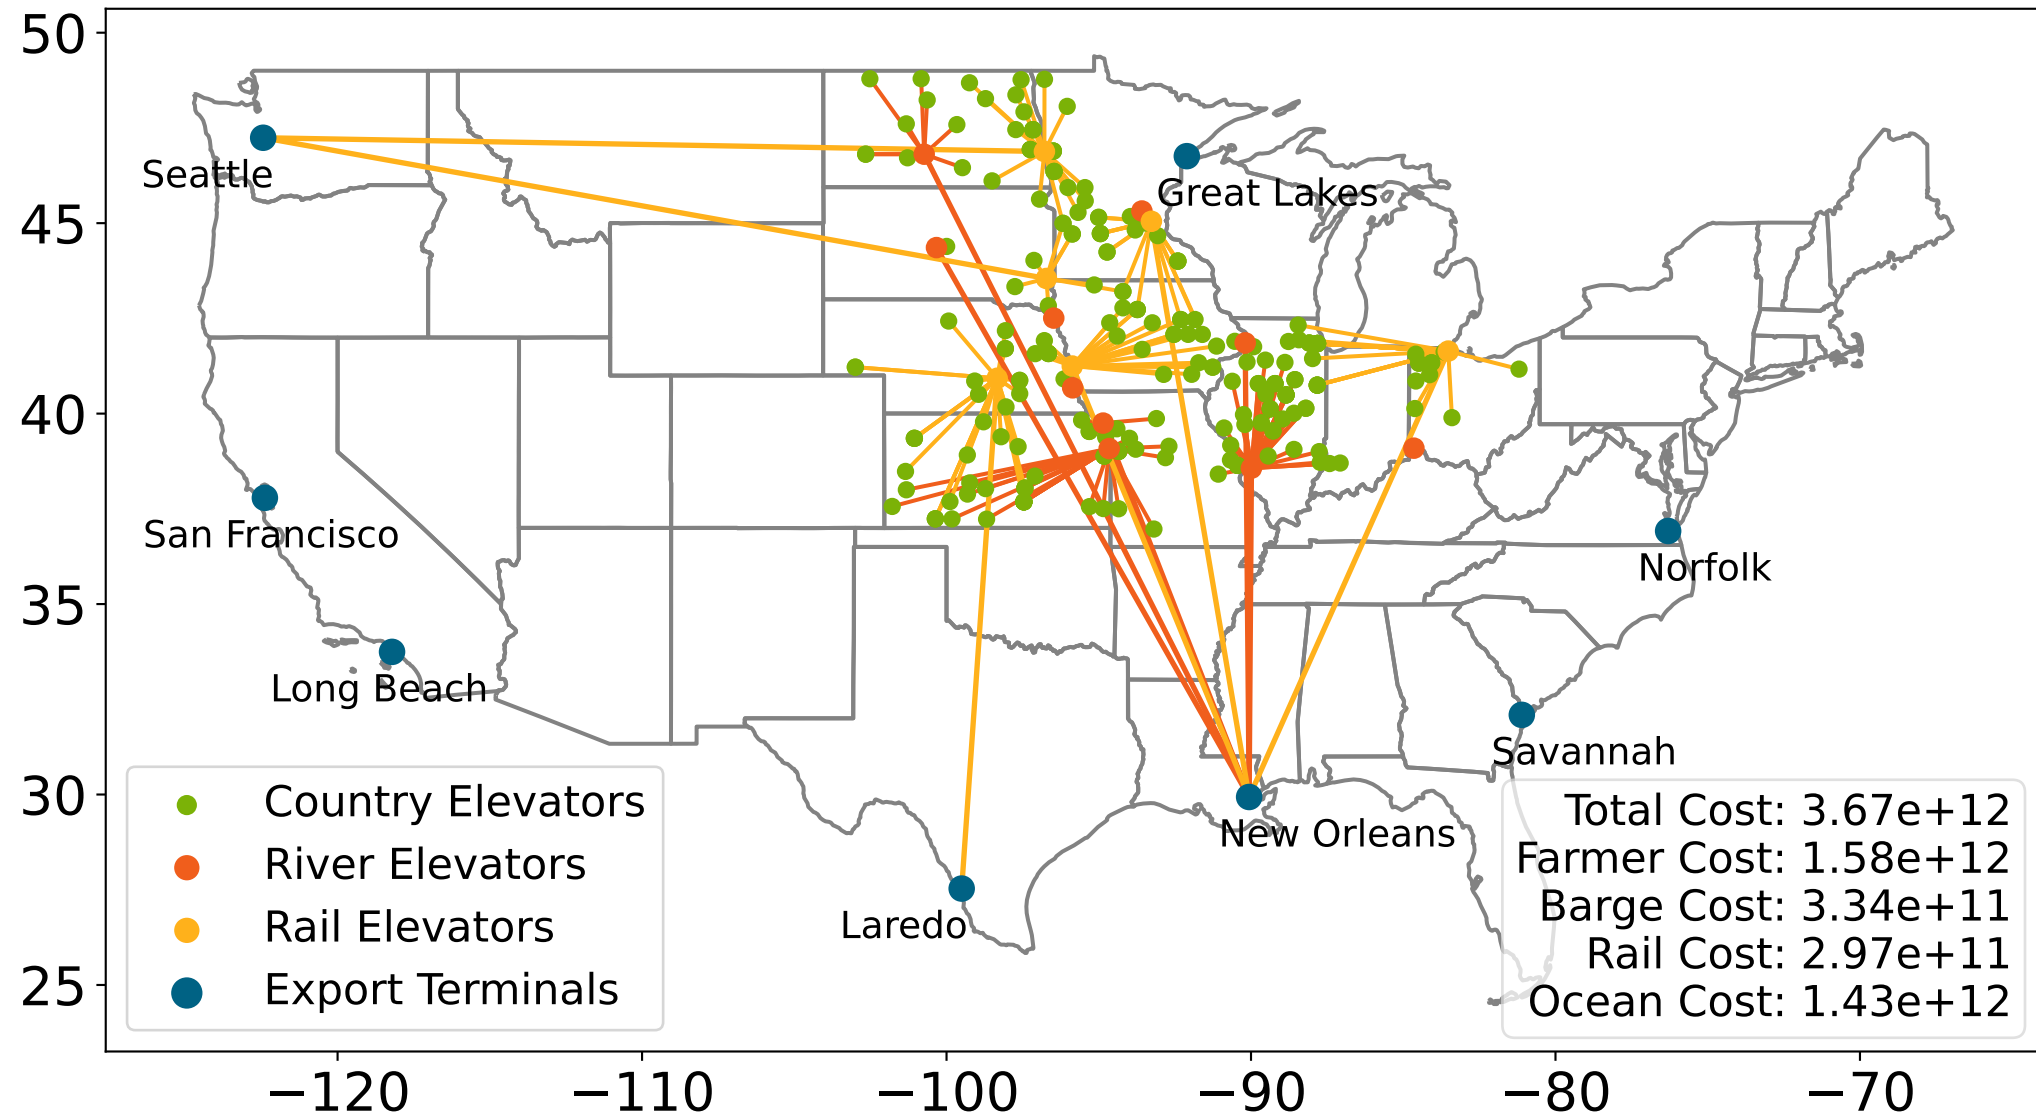 50
45
40
35
30
25
−120
−110
−100
−90
−80
−70
Seattle
Great Lakes
San Francisco
Norfolk
Long Beach
Savannah
New Orleans
Laredo
Country Elevators
River Elevators
Rail Elevators
Export Terminals
Total Cost: 3.67e+12
Farmer Cost: 1.58e+12
Barge Cost: 3.34e+11
Rail Cost: 2.97e+11
Ocean Cost: 1.43e+12